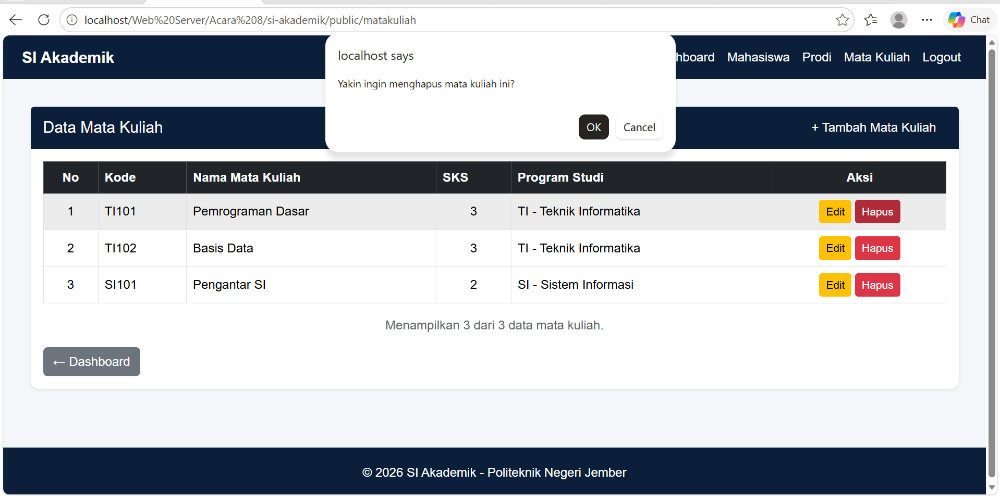 localhost/Web%20Server/Acara%208/si-akademik/public/matakuliah
Chat
SI Akademik
hboard Mahasiswa Prodi Mata Kuliah Logout
localhost says
Yakin ingin menghapus mata kuliah ini?
OK Cancel
Data Mata Kuliah
+ Tambah Mata Kuliah
No Kode Nama Mata Kuliah SKS Program Studi Aksi
1 TI101 Pemrograman Dasar 3 TI - Teknik Informatika Edit Hapus
2 TI102 Basis Data 3 TI - Teknik Informatika Edit Hapus
3 SI101 Pengantar SI 2 SI - Sistem Informasi Edit Hapus
Menampilkan 3 dari 3 data mata kuliah.
← Dashboard
© 2026 SI Akademik - Politeknik Negeri Jember